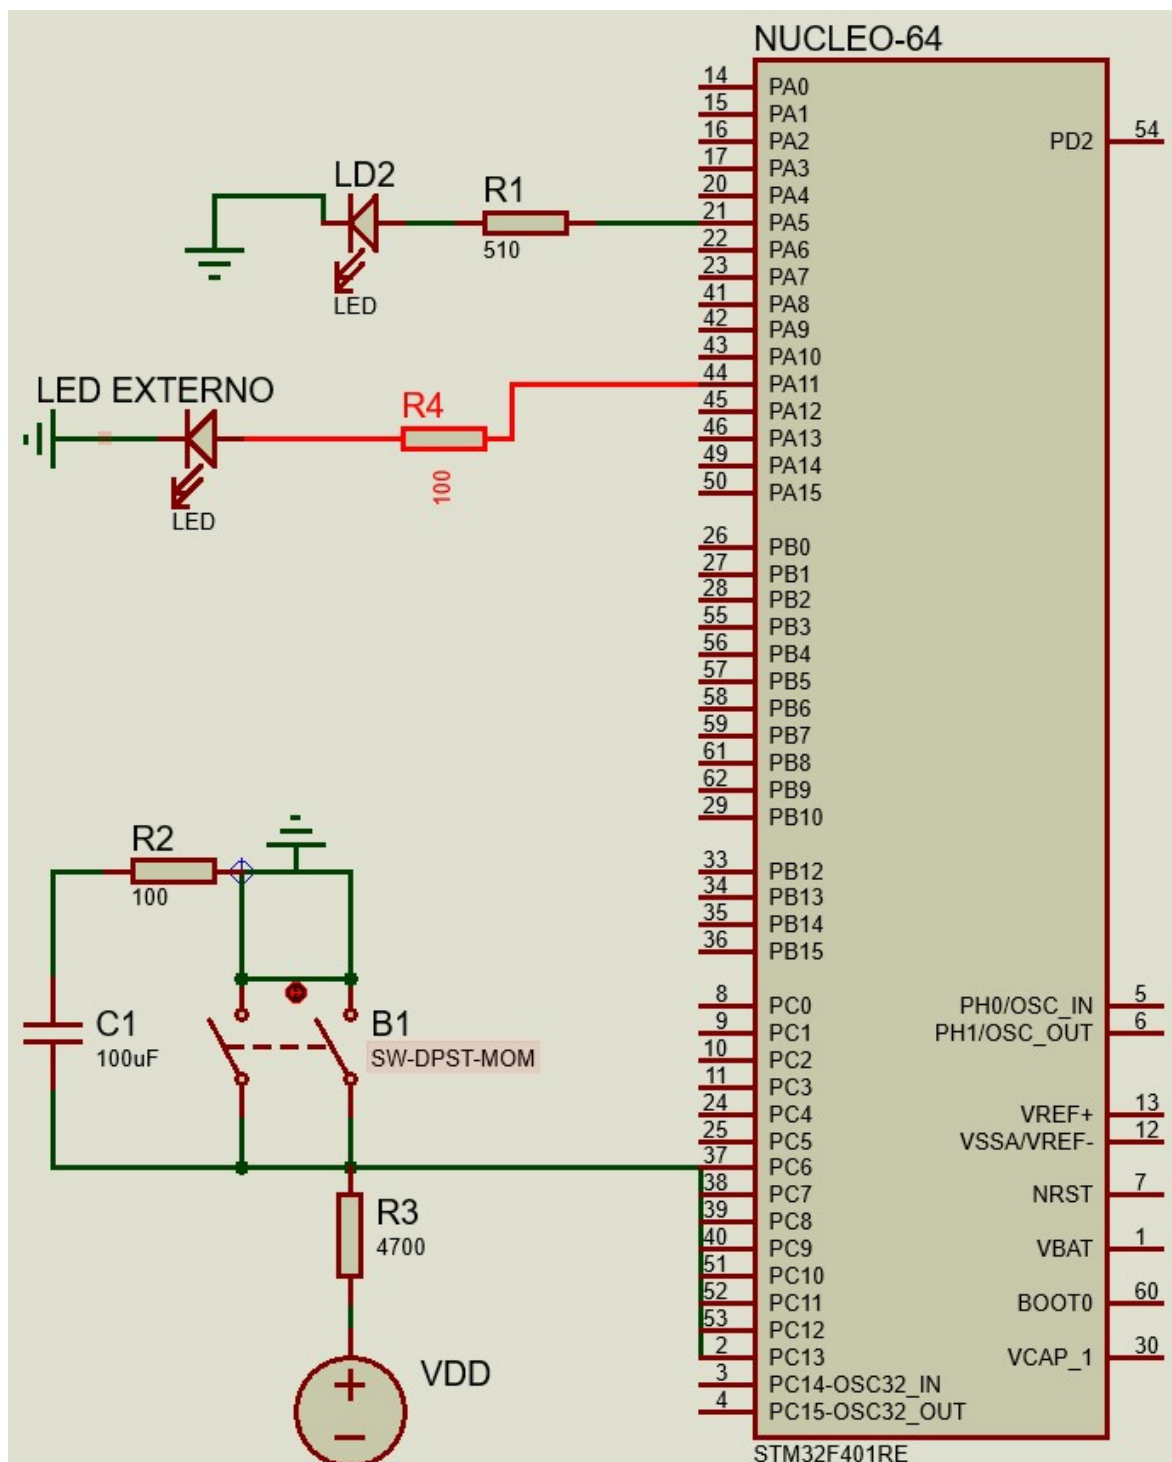 NUCLEO-64
14 PA0
15 PA1
16 PA2
17 PA3
20 PA4
21 PA5
22 PA6
23 PA7
41 PA8
42 PA9
43 PA10
44 PA11
45 PA12
46 PA13
49 PA14
50 PA15
26 PB0
27 PB1
28 PB2
55 PB3
56 PB4
57 PB5
58 PB6
59 PB7
61 PB8
62 PB9
29 PB10
33 PB12
34 PB13
35 PB14
36 PB15
8 PC0
9 PC1
10 PC2
11 PC3
24 PC4
25 PC5
37 PC6
38 PC7
39 PC8
40 PC9
51 PC10
52 PC11
53 PC12
2 PC13
3 PC14-OSC32_IN
4 PC15-OSC32_OUT
PD2 54
PH0/OSC_IN 5
PH1/OSC_OUT 6
VREF+ 13
VSSA/VREF- 12
NRST 7
VBAT 1
BOOT0 60
VCAP_1 30
STM32F401RE
LD2
LED
R1
510
LED EXTERNO
LED
R4
100
R2
100
C1
100uF
B1
SW-DPST-MOM
R3
4700
VDD